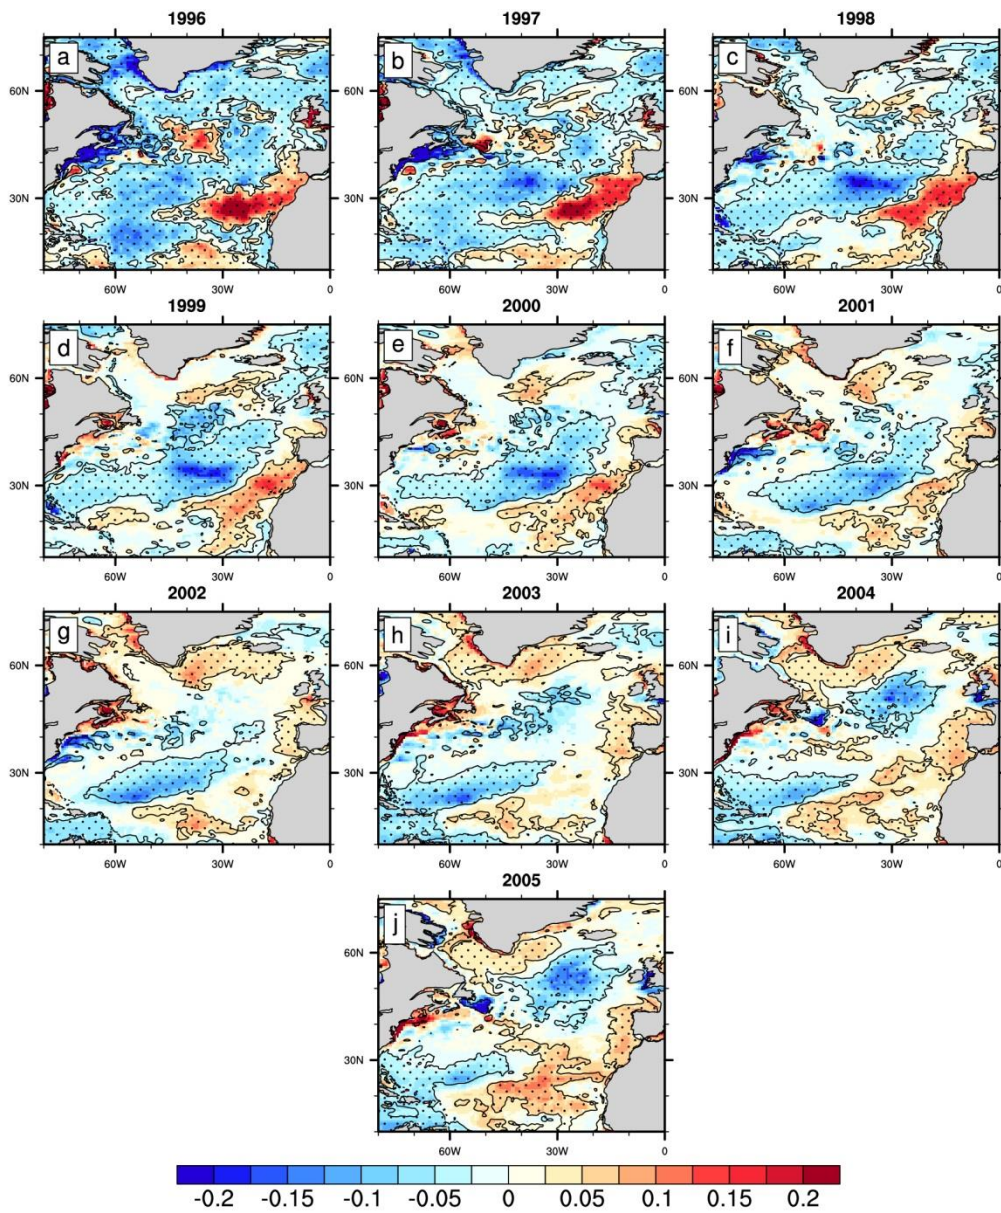 1996 1997 1998
a b c
60N 60N 60N
30N 30N 30N
60W 30W 0 60W 30W 0 60W 30W 0
1999 2000 2001
d e f
60N 60N 60N
30N 30N 30N
60W 30W 0 60W 30W 0 60W 30W 0
2002 2003 2004
g h i
60N 60N 60N
30N 30N 30N
60W 30W 0 60W 30W 0 60W 30W 0
2005
j
60N
30N
60W 30W 0
-0.2 -0.15 -0.1 -0.05 0 0.05 0.1 0.15 0.2